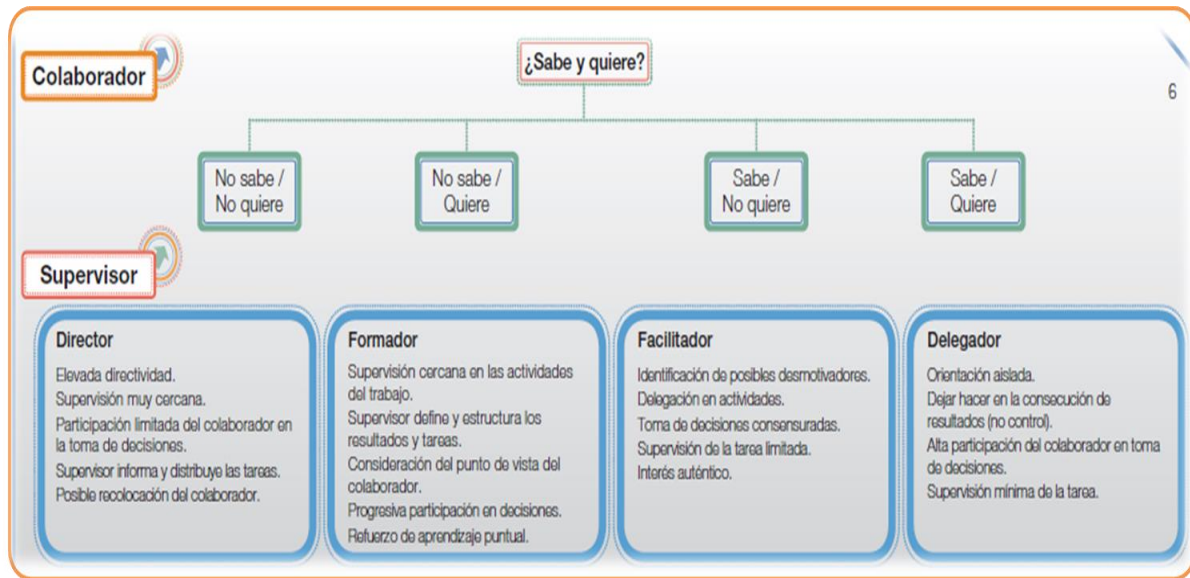 Colaborador
¿Sabe y quiere?
6
No sabe /
No quiere
No sabe /
Quiere
Sabe /
No quiere
Sabe /
Quiere
Supervisor
Director
Elevada directividad.
Supervisión muy cercana.
Participación limitada del colaborador en
la toma de decisiones.
Supervisor informa y distribuye las tareas.
Posible recolocación del colaborador.
Formador
Supervisión cercana en las actividades
del trabajo.
Supervisor define y estructura los
resultados y tareas.
Consideración del punto de vista del
colaborador.
Progresiva participación en decisiones.
Refuerzo de aprendizaje puntual.
Facilitador
Identificación de posibles desmotivadores.
Delegación en actividades.
Toma de decisiones consensuadas.
Supervisión de la tarea limitada.
Interés auténtico.
Delegador
Orientación aislada.
Dejar hacer en la consecución de
resultados (no control).
Alta participación del colaborador en toma
de decisiones.
Supervisión mínima de la tarea.